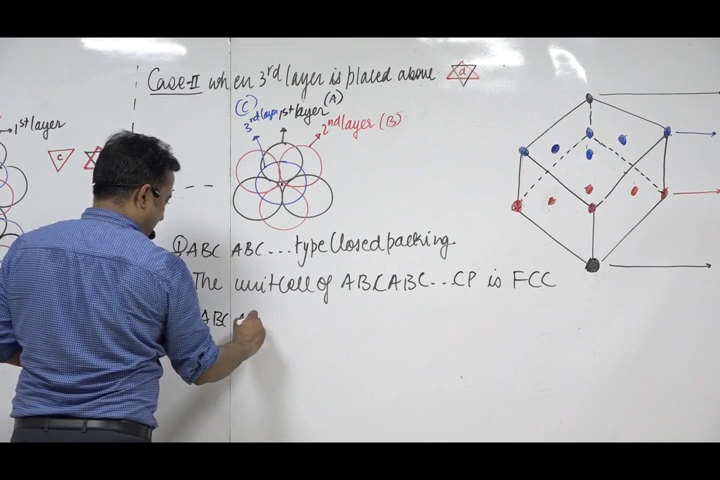 Case-II when 3rd layer is placed above d
1st layer
(C) 3rd layer 1st layer (A)
2nd layer (B)
C
① ABC ABC ... type Closed packing.
The unit cell of ABCABC...CP is FCC
ABC